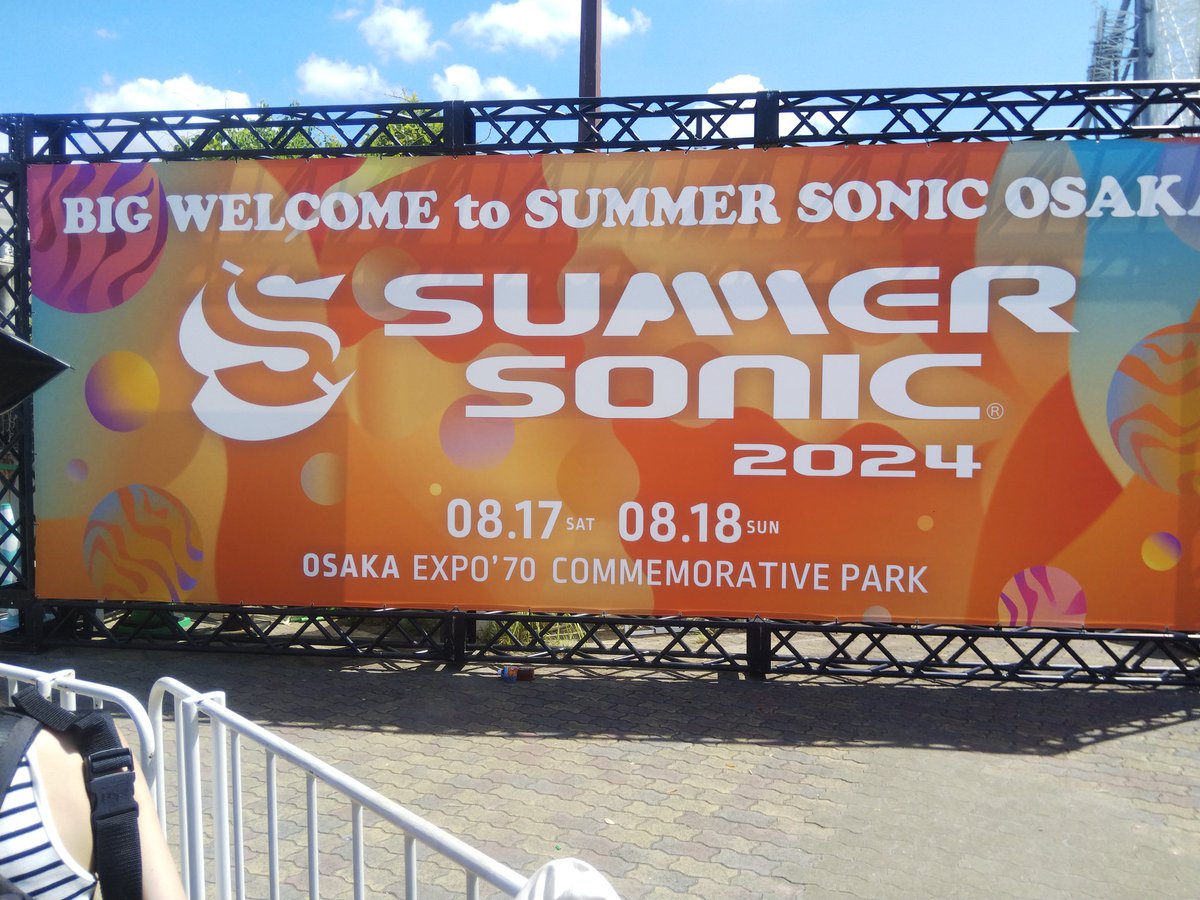 BIG WELCOME to SUMMER SONIC OSAKA
SUMMER
SONIC®
2024
08.17 SAT 08.18 SUN
OSAKA EXPO'70 COMMEMORATIVE PARK